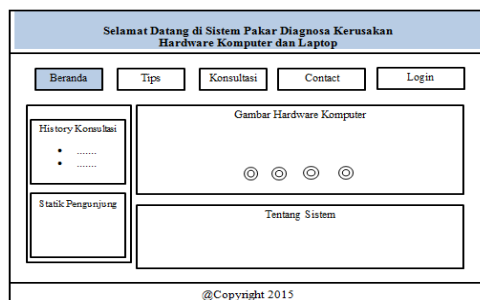 Selamat Datang di Sistem Pakar Diagnosa Kerusakan
Hardware Komputer dan Laptop
Beranda
Tips
Konsultasi
Contact
Login
History Konsultasi
• .......
• .......
Statik Pengunjung
Gambar Hardware Komputer
Tentang Sistem
@Copyright 2015